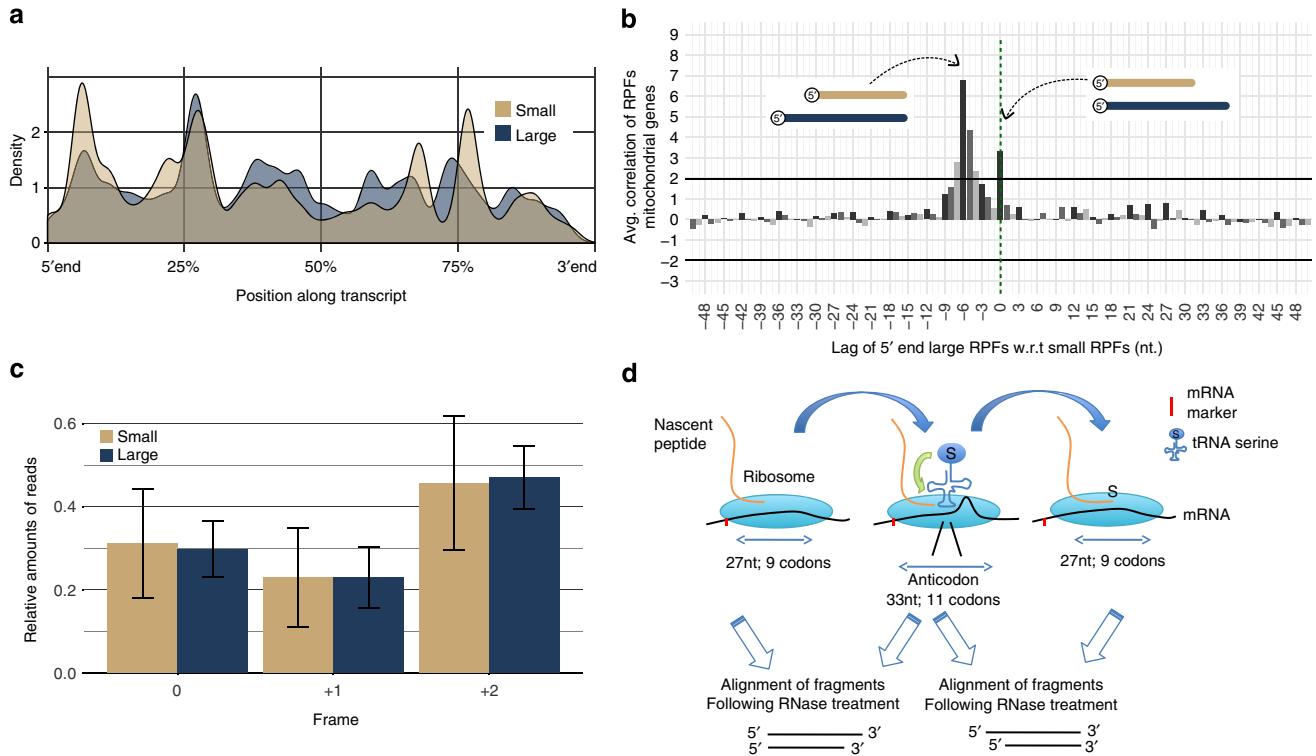 a
Density
2
1
0
Small
Large
5′end
25%
50%
75%
3′end
Position along transcript
b
Avg. correlation of RPFs
mitochondrial genes
9
8
7
6
5
4
3
2
1
0
−1
−2
−3
5′
5′
5′
5′
−48
−45
−42
−39
−36
−33
−30
−27
−24
−21
−18
−15
−12
−9
−6
−3
0
3
6
9
12
15
18
21
24
27
30
33
36
39
42
45
48
Lag of 5′ end large RPFs w.r.t small RPFs (nt.)
c
Relative amounts of reads
0.6
0.4
0.2
0.0
Small
Large
0
+1
+2
Frame
d
mRNA
marker
S
tRNA serine
Nascent
peptide
Ribosome
S
S
mRNA
27nt; 9 codons
Anticodon
33nt; 11 codons
27nt; 9 codons
Alignment of fragments
Following RNase treatment
5′ 3′
5′ 3′
Alignment of fragments
Following RNase treatment
5′ 3′
5′ 3′